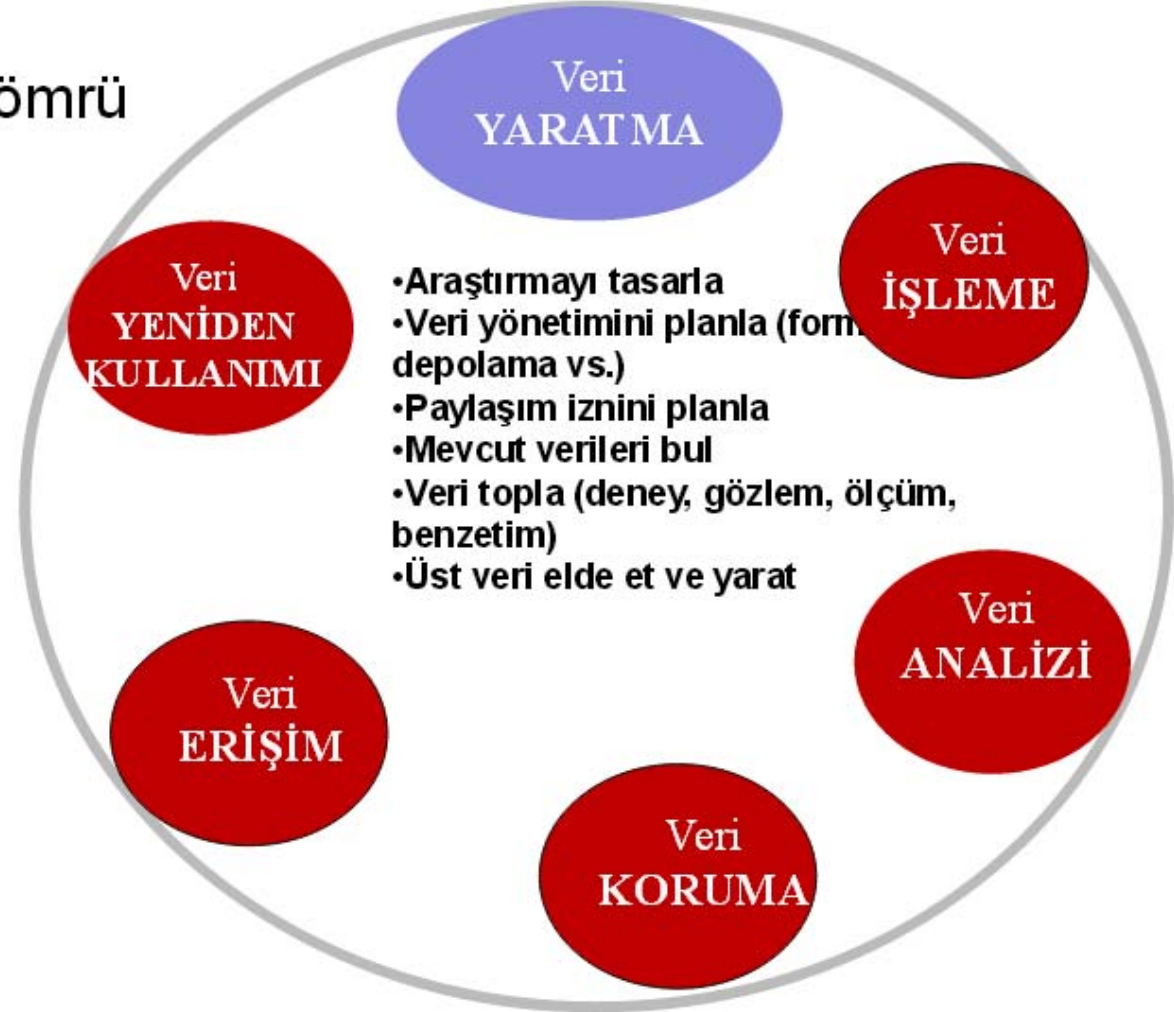 ömrü
Veri
YARATMA
Veri
İŞLEME
Veri
YENİDEN
KULLANIMI
•Araştırmayı tasarla
•Veri yönetimini planla
depolama vs.)
•Paylaşım iznini planla
•Mevcut verileri bul
•Veri topla (deney, gözlem, ölçüm,
benzetim)
•Üst veri elde et ve yarat
Veri
ANALİZİ
Veri
ERİŞİM
Veri
KORUMA